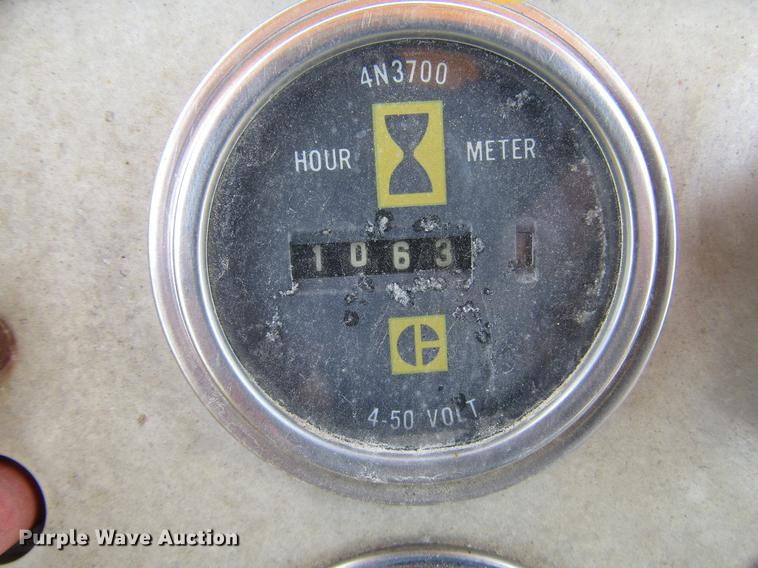 4N3700
HOUR METER
1063
4-50 VOLT
Purple Wave Auction